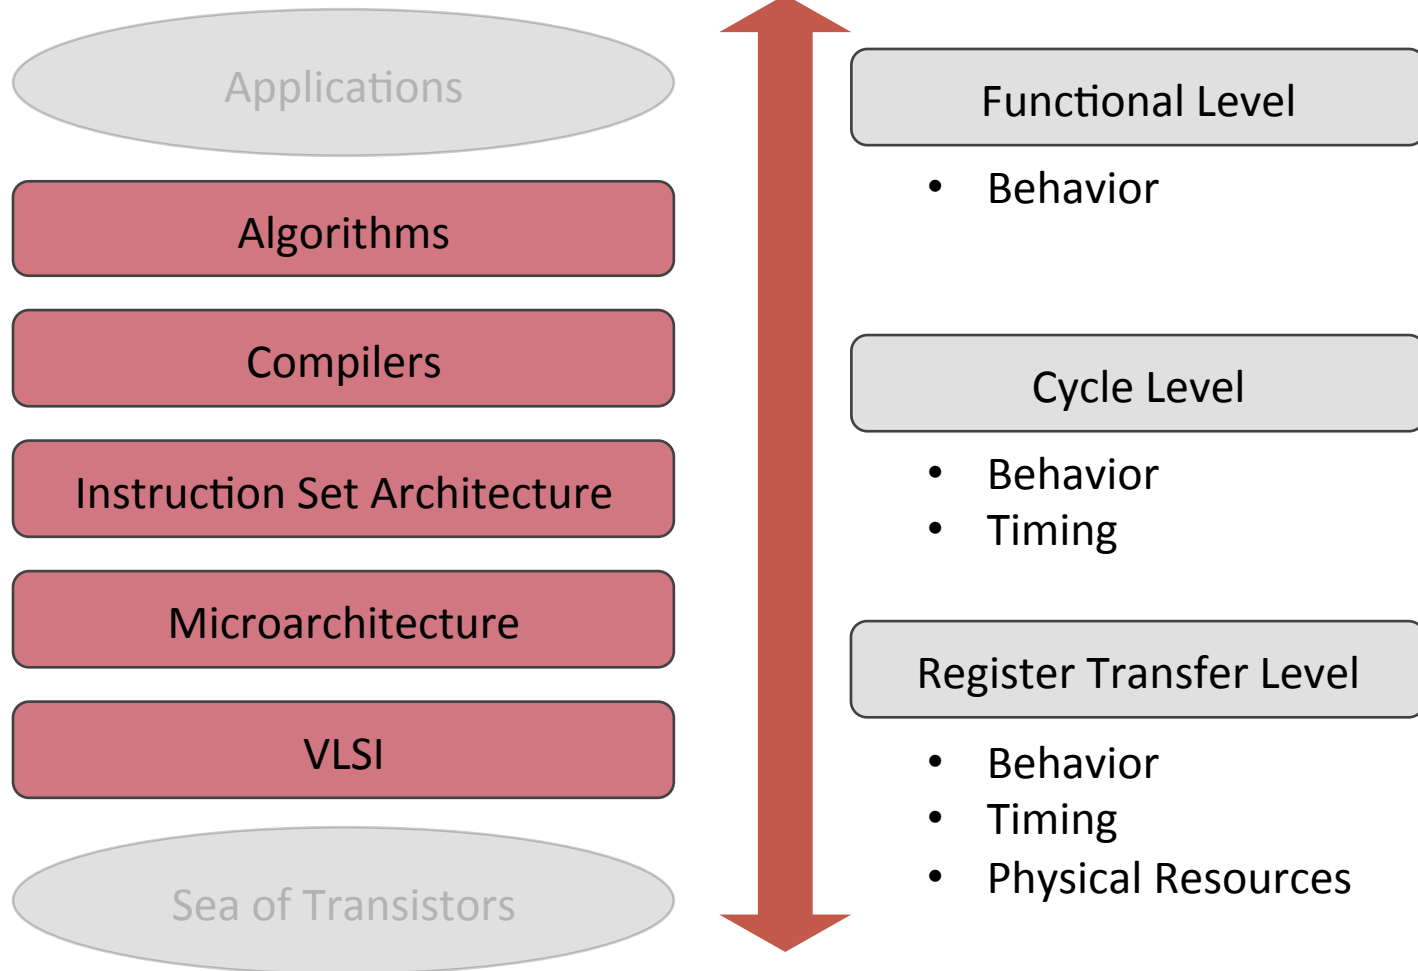 Applications
Algorithms
Compilers
Instruction Set Architecture
Microarchitecture
VLSI
Sea of Transistors
Functional Level
• Behavior
Cycle Level
• Behavior
• Timing
Register Transfer Level
• Behavior
• Timing
• Physical Resources